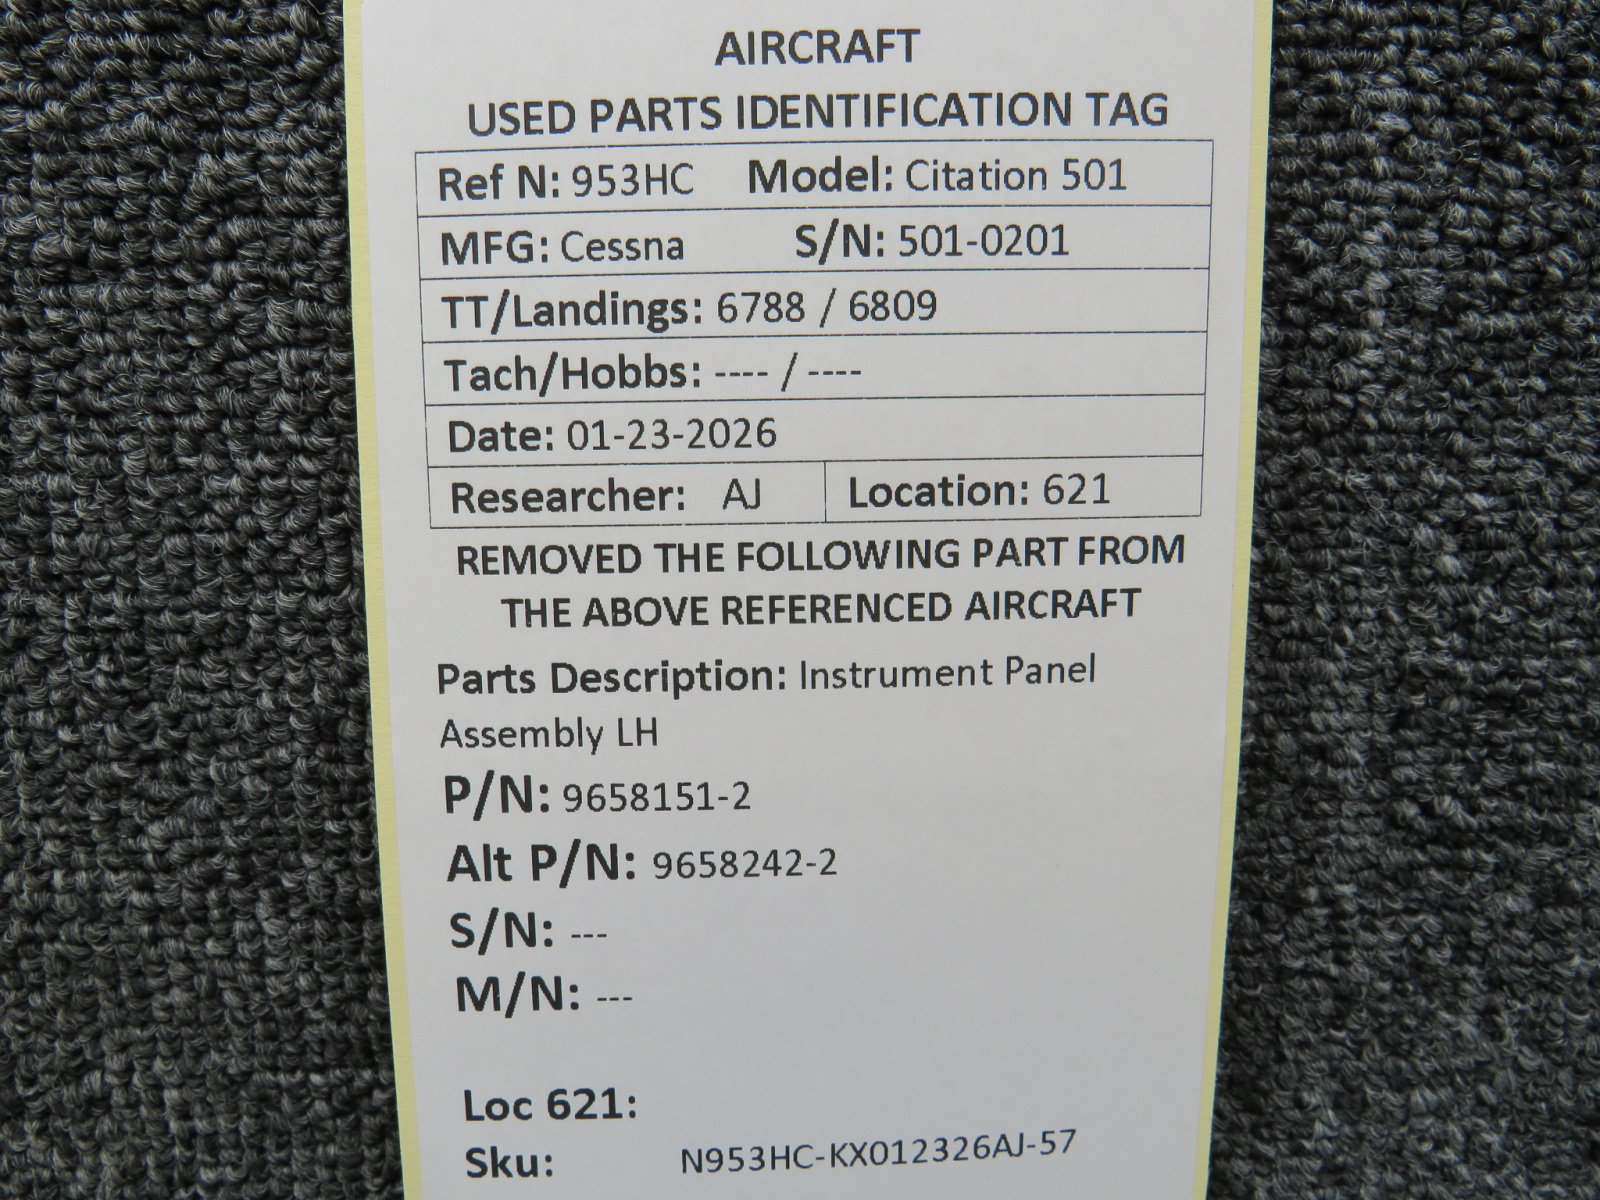 AIRCRAFT
USED PARTS IDENTIFICATION TAG
Ref N: 953HC Model: Citation 501
MFG: Cessna S/N: 501-0201
TT/Landings: 6788 / 6809
Tach/Hobbs: ---- / ----
Date: 01-23-2026
Researcher: AJ Location: 621
REMOVED THE FOLLOWING PART FROM
THE ABOVE REFERENCED AIRCRAFT
Parts Description: Instrument Panel
Assembly LH
P/N: 9658151-2
Alt P/N: 9658242-2
S/N: ---
M/N: ---
Loc 621:
Sku: N953HC-KX012326AJ-57